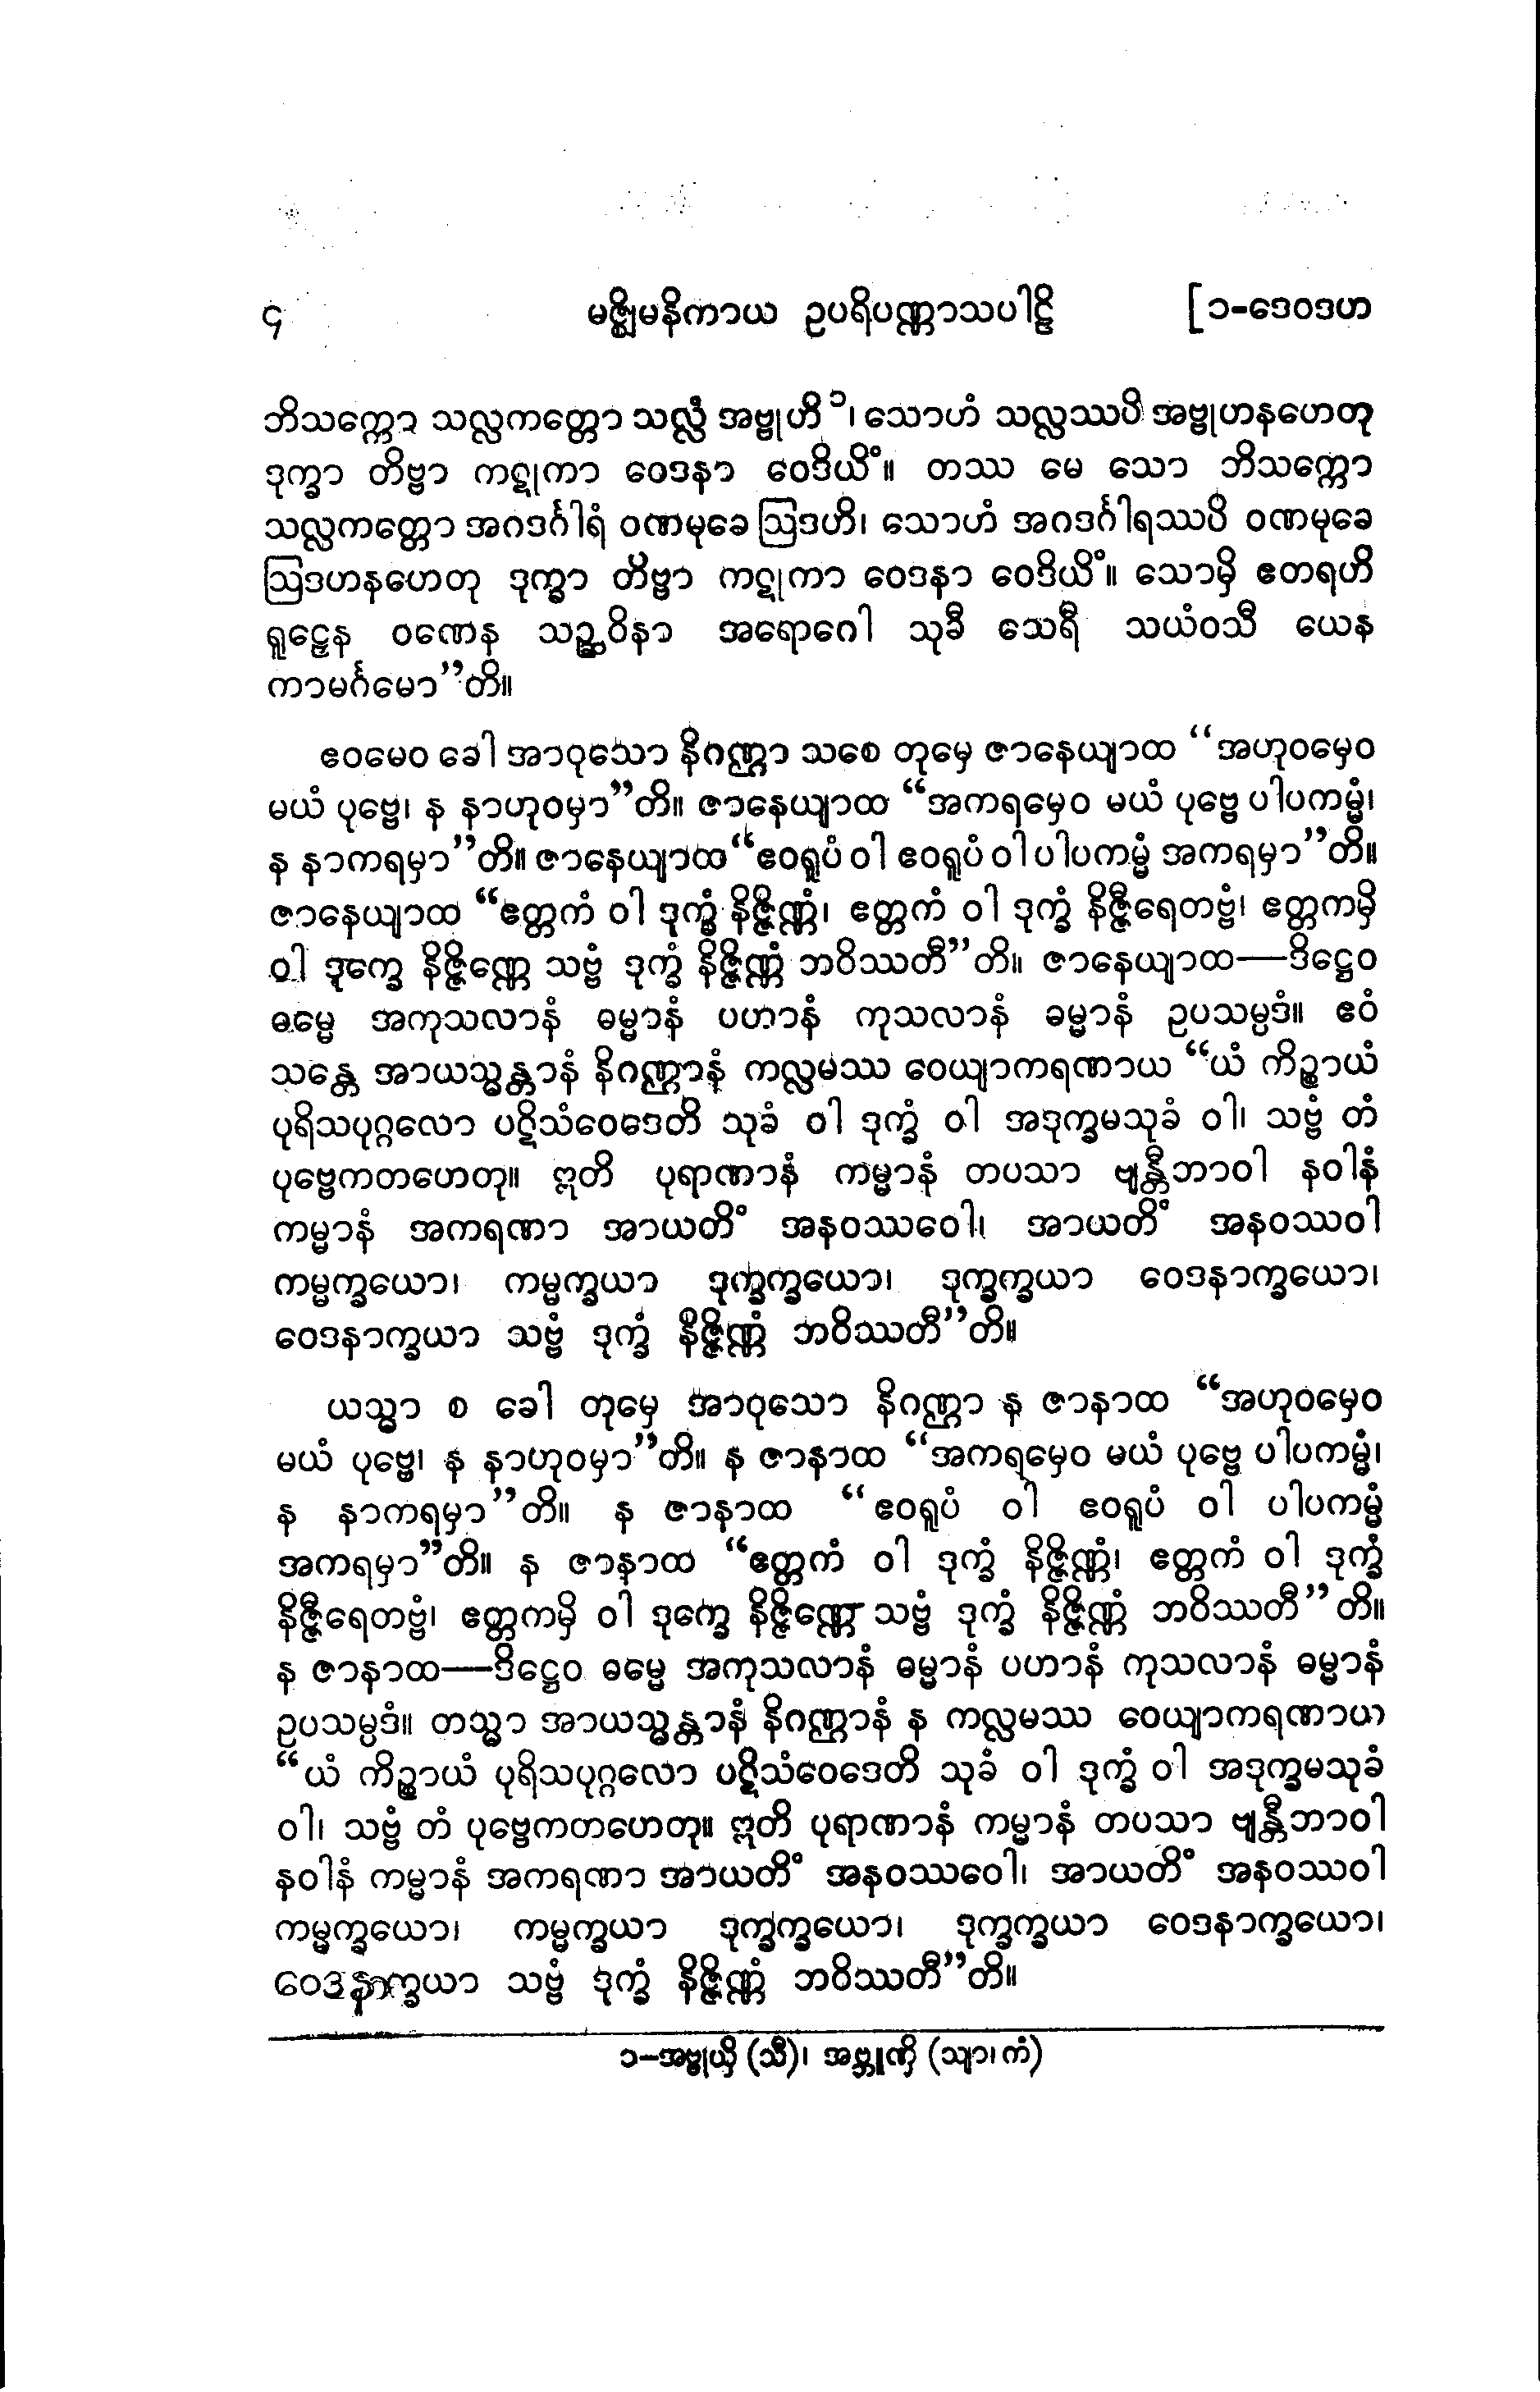 ၄ မဇ္ဈိမနိကာယ ဥပရိပဏ္ဏာသပါဠိ [၁-ဒေဝဒဟ
ဘိသက္ကော သလ္လကတ္တော သလ္လံ အဗ္ဗုဟိ ၁၊ သောဟံ သလ္လဿပိ အဗ္ဗုဟနဟေတု
ဒုက္ခာ တိဗ္ဗာ ကဋုကာ ဝေဒနာ ဝေဒိယိံ။ တဿ မေ သော ဘိသက္ကော
သလ္လကတ္တော အဂဒင်္ဂါရံ ဝဏမုခေ ဩဒဟိ၊ သောဟံ အဂဒင်္ဂါရဿပိ ဝဏမုခေ
ဩဒဟနဟေတု ဒုက္ခာ တိဗ္ဗာ ကဋုကာ ဝေဒနာ ဝေဒိယိံ။ သောမှိ ဧတရဟိ
ရူဠှေန ဝဏေန သဉ္ဆဝိနာ အရောဂေါ သုခီ သေရီ သယံဝသီ ယေန
ကာမင်္ဂမော”တိ။
ဧဝမေဝ ခေါ အာဝုသော နိဂဏ္ဌာ သစေ တုမှေ ဇာနေယျာထ “အဟုဝမှေဝ
မယံ ပုဗ္ဗေ၊ န နာဟုဝမှာ”တိ။ ဇာနေယျာထ “အကရမှေဝ မယံ ပုဗ္ဗေ ပါပကမ္မံ၊
န နာကရမှာ”တိ။ ဇာနေယျာထ “ဧဝရူပံ ဝါ ဧဝရူပံ ဝါ ပါပကမ္မံ အကရမှာ”တိ။
ဇာနေယျာထ “ဧတ္တကံ ဝါ ဒုက္ခံ နိဇ္ဇိဏ္ဏံ၊ ဧတ္တကံ ဝါ ဒုက္ခံ နိဇ္ဇီရေတဗ္ဗံ၊ ဧတ္တကမှိ
ဝါ ဒုက္ခေ နိဇ္ဇိဏ္ဏေ သဗ္ဗံ ဒုက္ခံ နိဇ္ဇိဏ္ဏံ ဘဝိဿတီ”တိ။ ဇာနေယျာထ—ဒိဋ္ဌေဝ
ဓမ္မေ အကုသလာနံ ဓမ္မာနံ ပဟာနံ ကုသလာနံ ဓမ္မာနံ ဥပသမ္ပဒံ။ ဧဝံ
သန္တေ အာယသ္မန္တာနံ နိဂဏ္ဌာနံ ကလ္လမဿ ဝေယျာကရဏာယ “ယံ ကိဉ္စာယံ
ပုရိသပုဂ္ဂလော ပဋိသံဝေဒေတိ သုခံ ဝါ ဒုက္ခံ ဝါ အဒုက္ခမသုခံ ဝါ၊ သဗ္ဗံ တံ
ပုဗ္ဗေကတဟေတု။ ဣတိ ပုရာဏာနံ ကမ္မာနံ တပသာ ဗျန္တီဘာဝါ နဝါနံ
ကမ္မာနံ အကရဏာ အာယတိံ အနဝဿဝေါ၊ အာယတိံ အနဝဿဝါ
ကမ္မက္ခယော၊ ကမ္မက္ခယာ ဒုက္ခက္ခယော၊ ဒုက္ခက္ခယာ ဝေဒနာက္ခယော၊
ဝေဒနာက္ခယာ သဗ္ဗံ ဒုက္ခံ နိဇ္ဇိဏ္ဏံ ဘဝိဿတီ”တိ။
ယသ္မာ စ ခေါ တုမှေ အာဝုသော နိဂဏ္ဌာ န ဇာနာထ “အဟုဝမှေဝ
မယံ ပုဗ္ဗေ၊ န နာဟုဝမှာ”တိ။ န ဇာနာထ “အကရမှေဝ မယံ ပုဗ္ဗေ ပါပကမ္မံ၊
န နာကရမှာ”တိ။ န ဇာနာထ “ဧဝရူပံ ဝါ ဧဝရူပံ ဝါ ပါပကမ္မံ
အကရမှာ”တိ။ န ဇာနာထ “ဧတ္တကံ ဝါ ဒုက္ခံ နိဇ္ဇိဏ္ဏံ၊ ဧတ္တကံ ဝါ ဒုက္ခံ
နိဇ္ဇီရေတဗ္ဗံ၊ ဧတ္တကမှိ ဝါ ဒုက္ခေ နိဇ္ဇိဏ္ဏေ သဗ္ဗံ ဒုက္ခံ နိဇ္ဇိဏ္ဏံ ဘဝိဿတီ”တိ။
န ဇာနာထ—ဒိဋ္ဌေဝ ဓမ္မေ အကုသလာနံ ဓမ္မာနံ ပဟာနံ ကုသလာနံ ဓမ္မာနံ
ဥပသမ္ပဒံ။ တသ္မာ အာယသ္မန္တာနံ နိဂဏ္ဌာနံ န ကလ္လမဿ ဝေယျာကရဏာယ
“ယံ ကိဉ္စာယံ ပုရိသပုဂ္ဂလော ပဋိသံဝေဒေတိ သုခံ ဝါ ဒုက္ခံ ဝါ အဒုက္ခမသုခံ
ဝါ၊ သဗ္ဗံ တံ ပုဗ္ဗေကတဟေတု။ ဣတိ ပုရာဏာနံ ကမ္မာနံ တပသာ ဗျန္တီဘာဝါ
နဝါနံ ကမ္မာနံ အကရဏာ အာယတိံ အနဝဿဝေါ၊ အာယတိံ အနဝဿဝါ
ကမ္မက္ခယော၊ ကမ္မက္ခယာ ဒုက္ခက္ခယော၊ ဒုက္ခက္ခယာ ဝေဒနာက္ခယော၊
ဝေဒနာက္ခယာ သဗ္ဗံ ဒုက္ခံ နိဇ္ဇိဏ္ဏံ ဘဝိဿတီ”တိ။
၁-အဗ္ဗုယှိ (သီ)၊ အဗ္ဘူဏှိ (သျာ၊ ကံ)